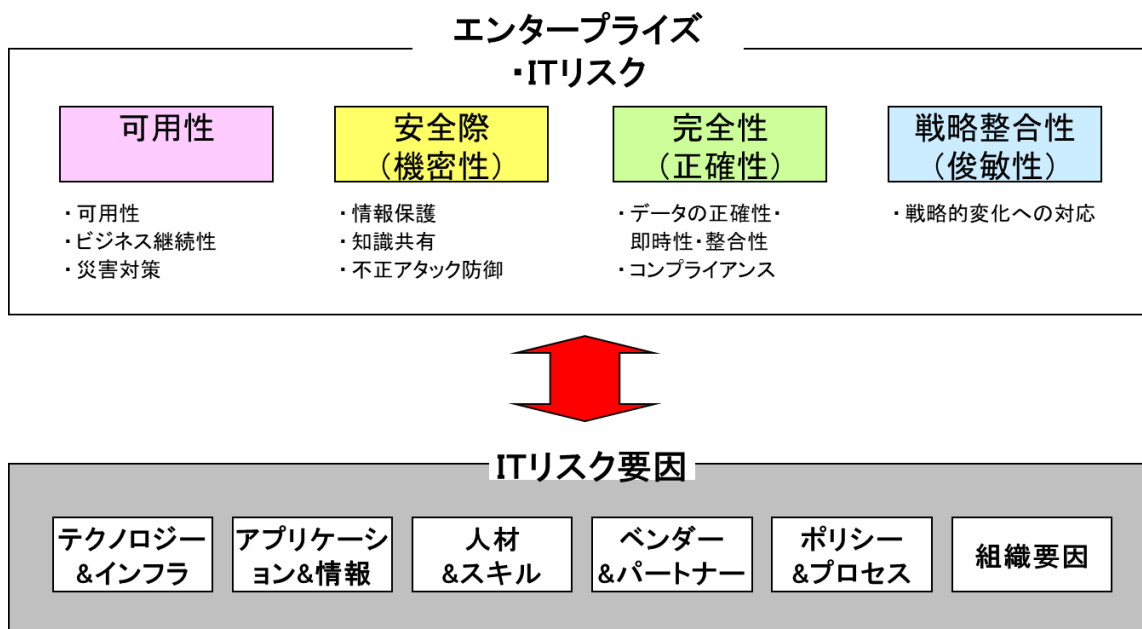 エンタープライズ
・ITリスク
可用性
安全際
（機密性）
完全性
（正確性）
戦略整合性
（俊敏性）
・可用性
・ビジネス継続性
・災害対策
・情報保護
・知識共有
・不正アタック防御
・データの正確性・
即時性・整合性
・コンプライアンス
・戦略的変化への対応
ITリスク要因
テクノロジー
&インフラ
アプリケーシ
ョン&情報
人材
&スキル
ベンダー
&パートナー
ポリシー
&プロセス
組織要因